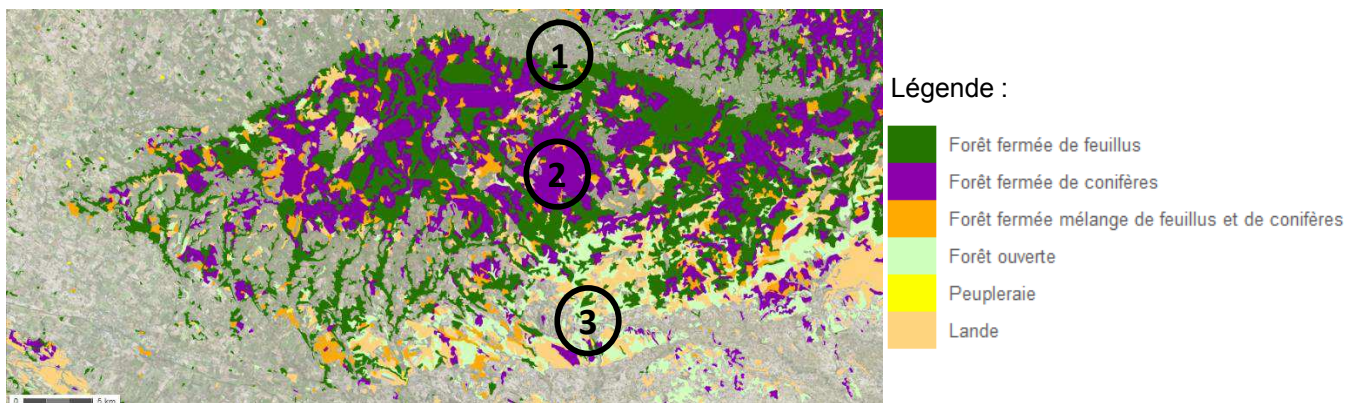 1
2
3
0 5 km
Légende :
Forêt fermée de feuillus
Forêt fermée de conifères
Forêt fermée mélange de feuillus et de conifères
Forêt ouverte
Peupleraie
Lande